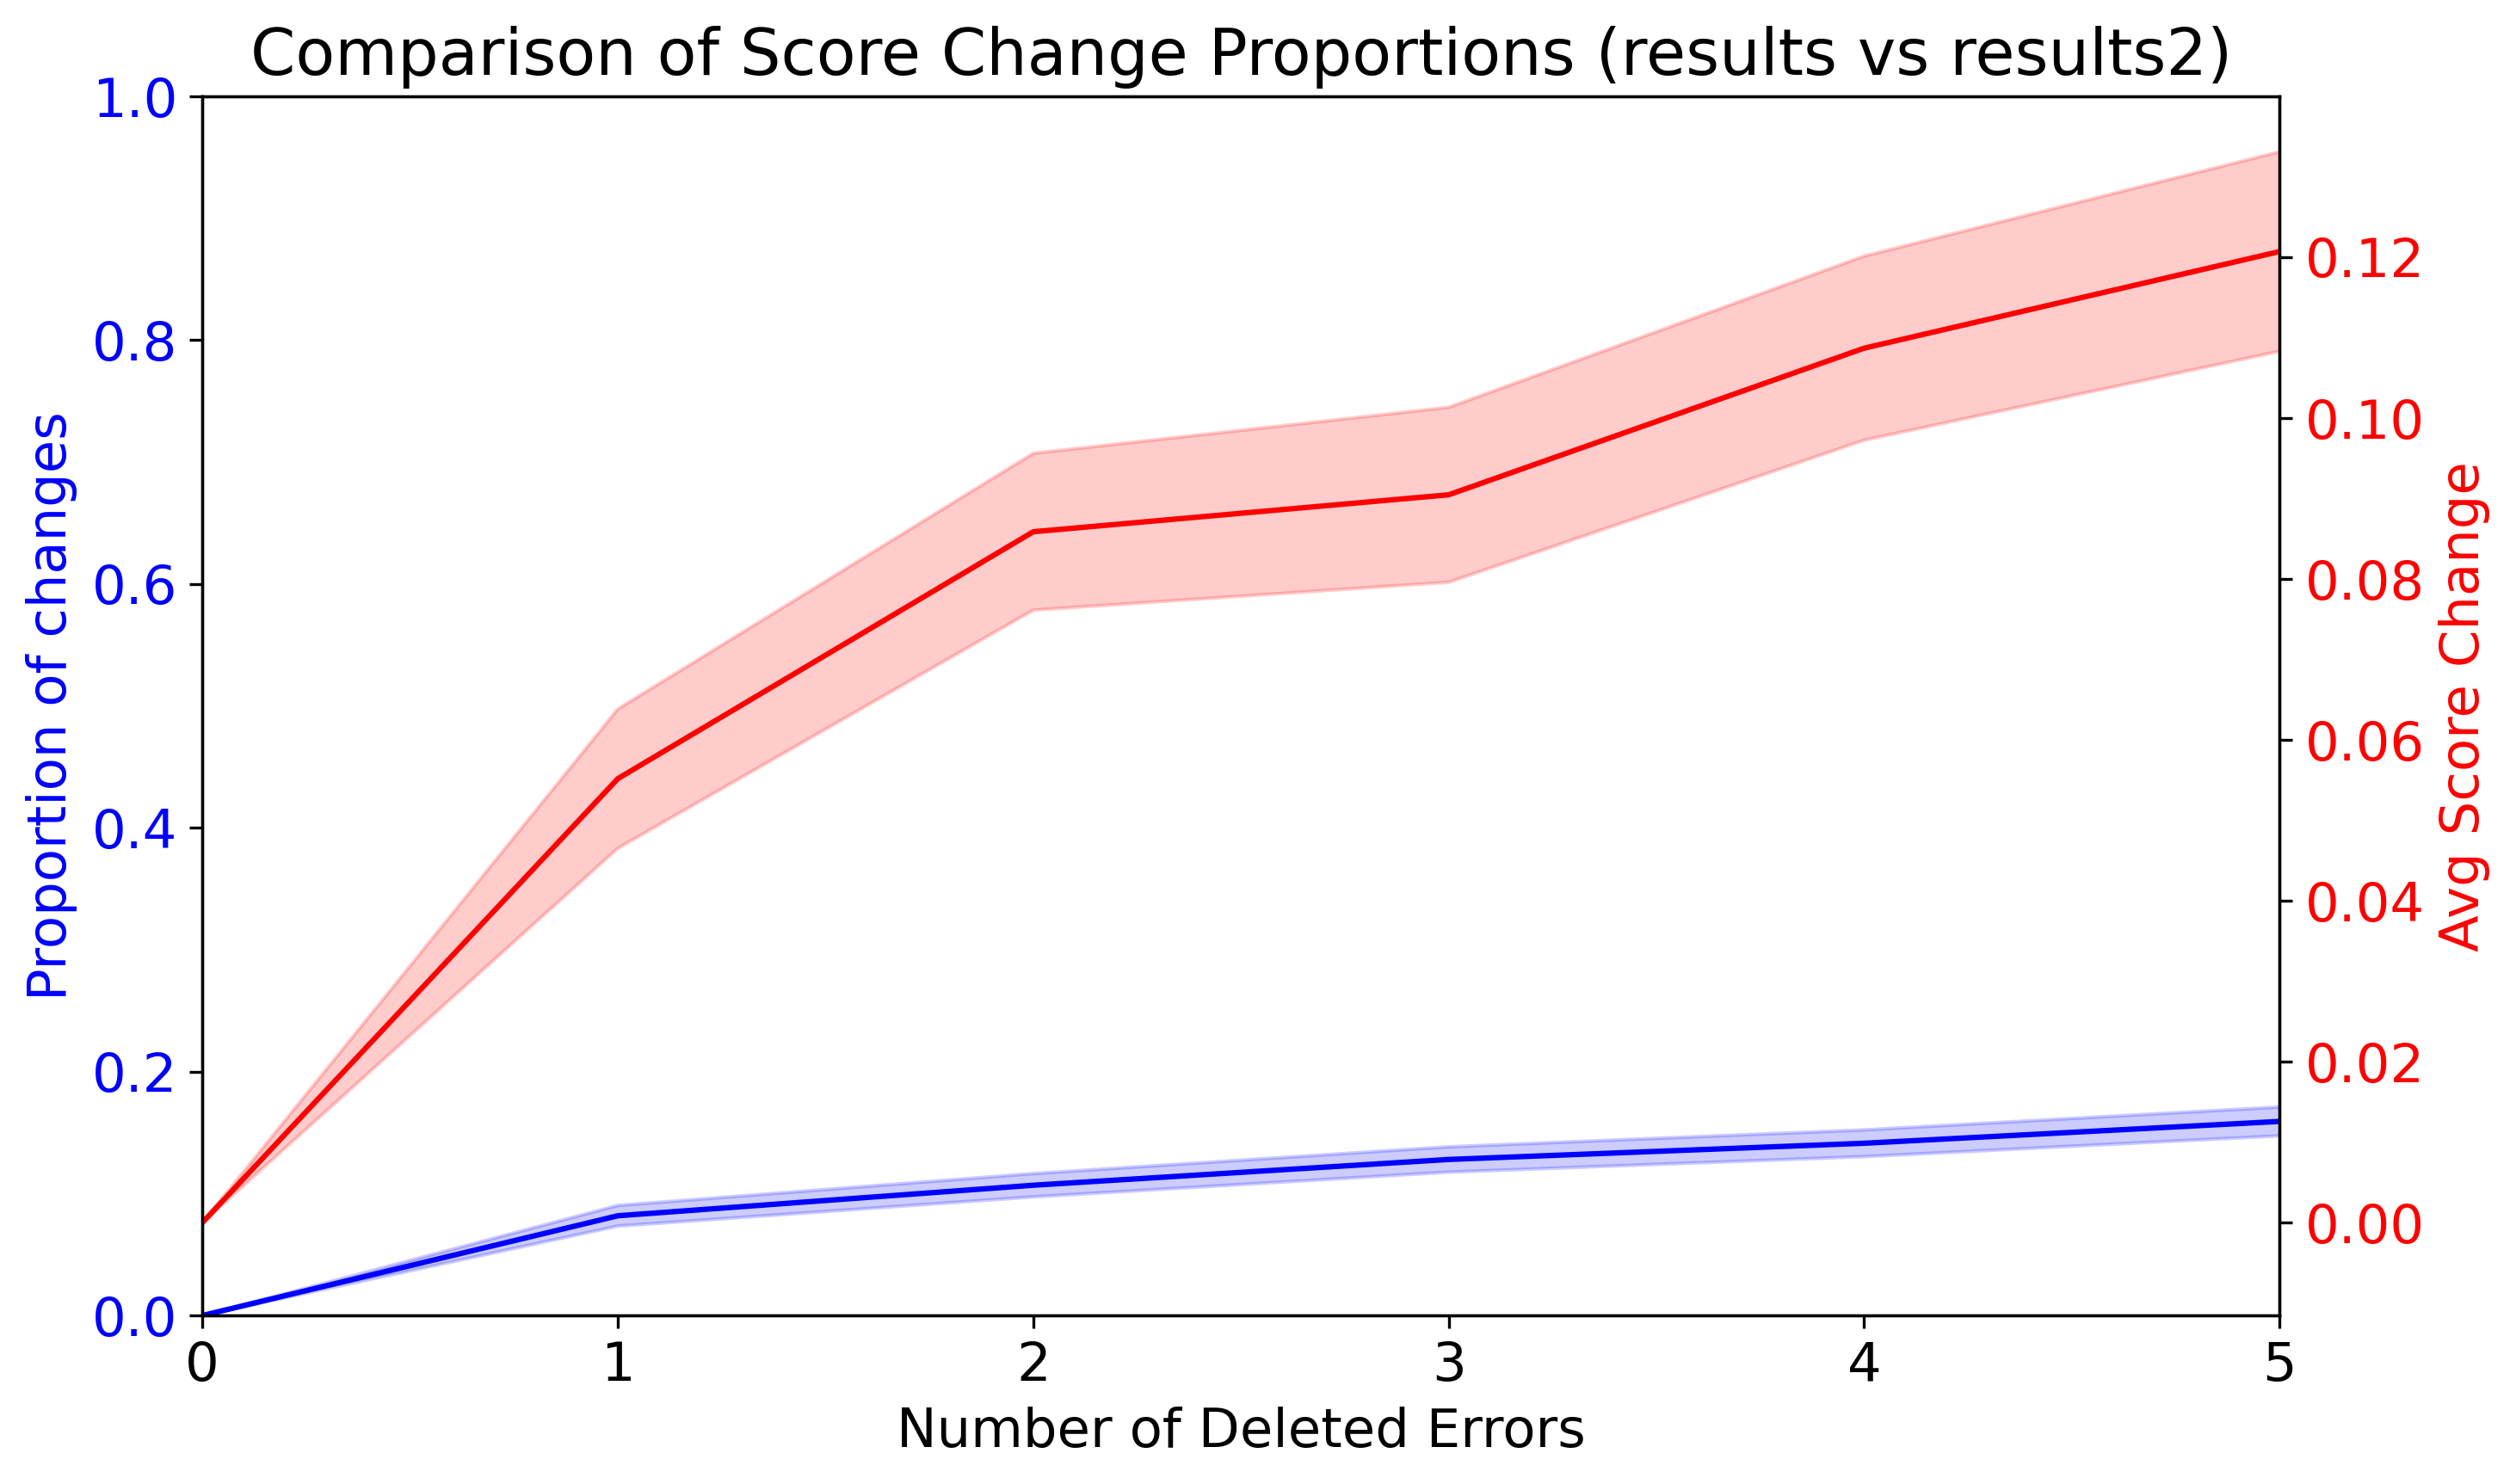 Comparison of Score Change Proportions (results vs results2)
Proportion of changes
1.0
0.8
0.6
0.4
0.2
0.0
0 1 2 3 4 5
Number of Deleted Errors
0.12
0.10
0.08
0.06
0.04
0.02
0.00
Avg Score Change